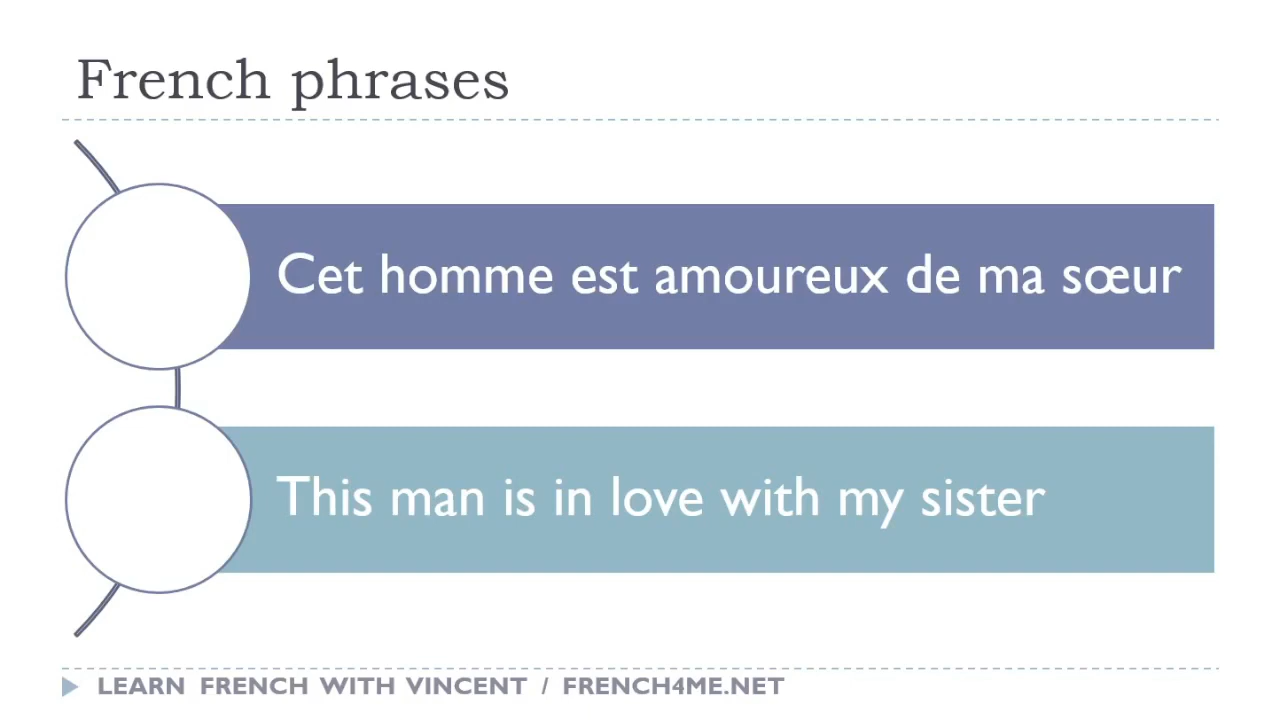 French phrases
Cet homme est amoureux de ma sœur
This man is in love with my sister
LEARN FRENCH WITH VINCENT / FRENCH4ME.NET